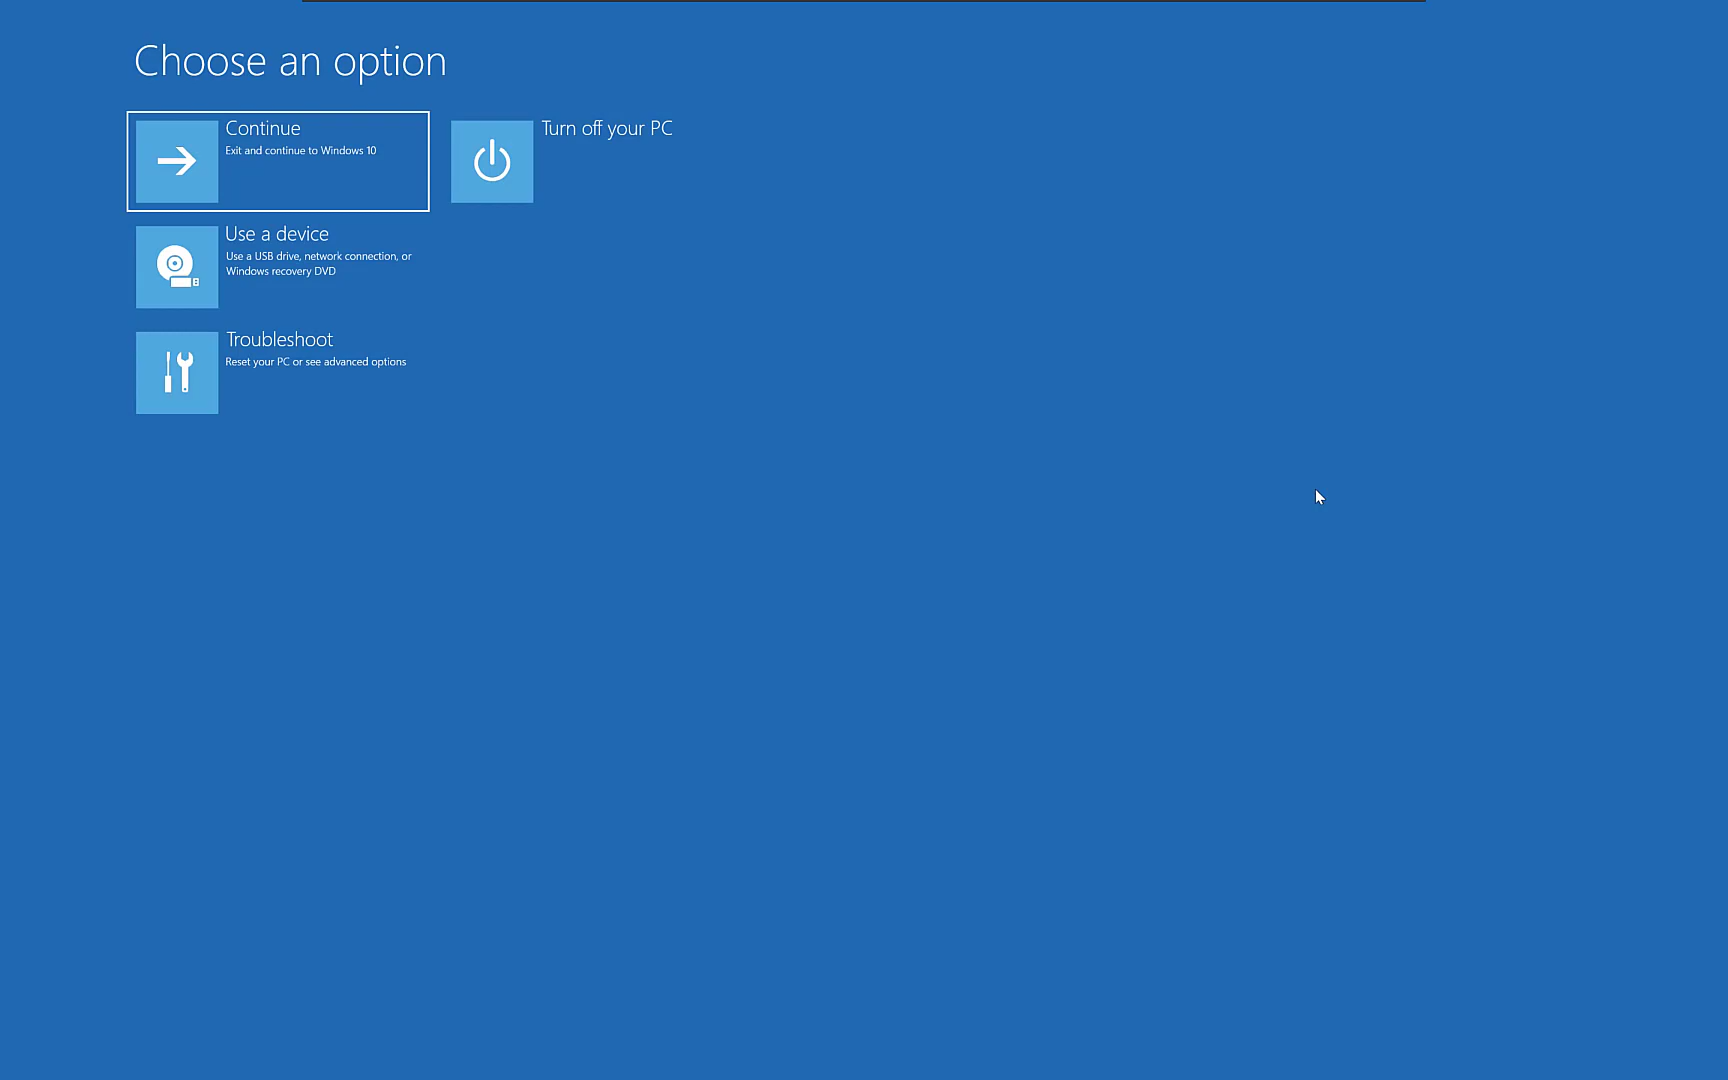 Choose an option
Continue
Exit and continue to Windows 10
Turn off your PC
Use a device
Use a USB drive, network connection, or
Windows recovery DVD
Troubleshoot
Reset your PC or see advanced options